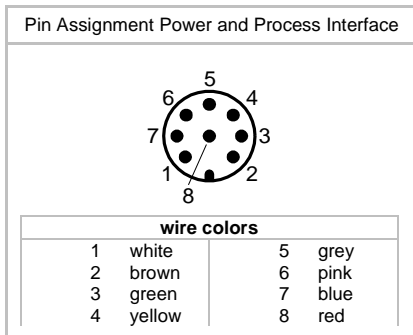 Pin Assignment Power and Process Interface
5
6 4
7 3
1 2
8
wire colors
1 white 5 grey
2 brown 6 pink
3 green 7 blue
4 yellow 8 red